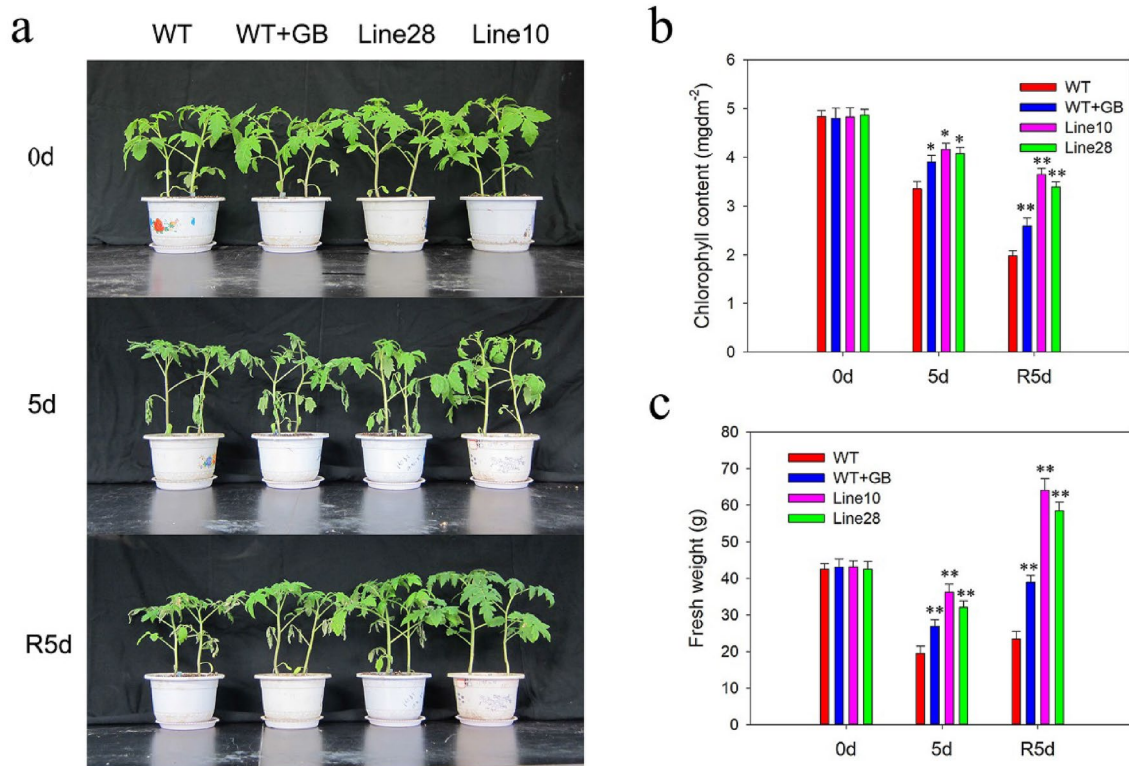 a
WT WT+GB Line28 Line10
0d
5d
R5d
b
Chlorophyll content (mgdm-2)
6
5
4
3
2
1
0
WT
WT+GB
Line10
Line28
* * *
** ** **
0d 5d R5d
c
Fresh weight (g)
80
70
60
50
40
30
20
10
0
WT
WT+GB
Line10
Line28
** ** **
** ** **
0d 5d R5d